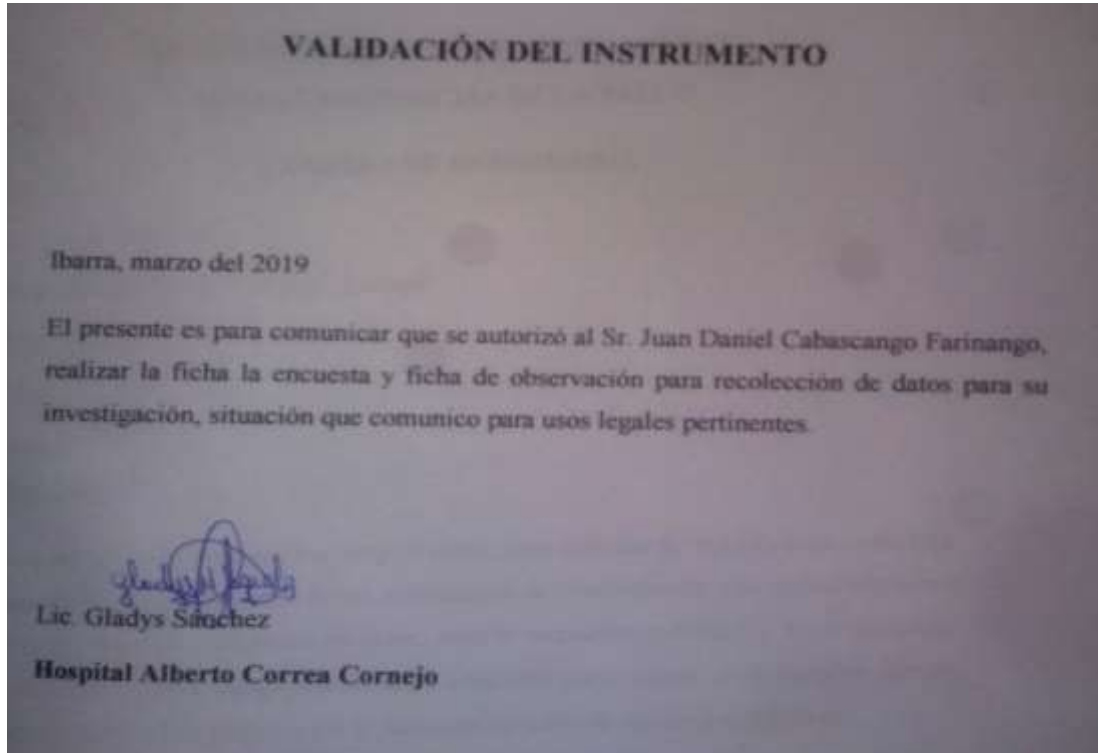 VALIDACIÓN DEL INSTRUMENTO
Ibarra, marzo del 2019
El presente es para comunicar que se autorizó al Sr. Juan Daniel Cabascango Farinango,
realizar la ficha la encuesta y ficha de observación para recolección de datos para su
investigación, situación que comunico para usos legales pertinentes.
Lic. Gladys Sánchez
Hospital Alberto Correa Cornejo